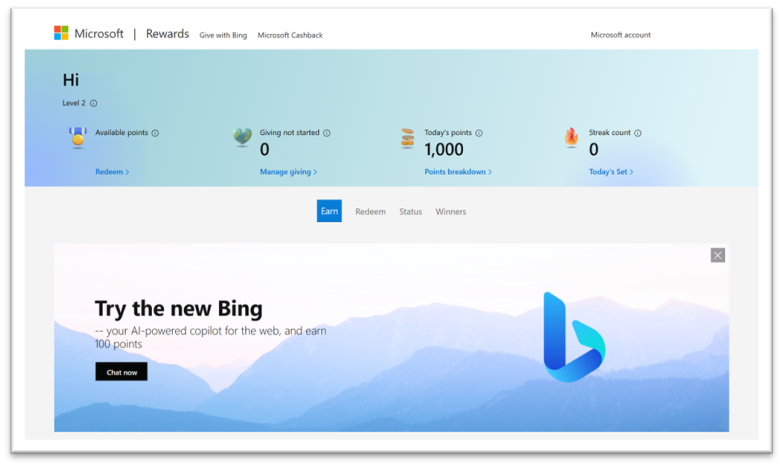 Microsoft | Rewards Give with Bing Microsoft Cashback Microsoft account
Hi
Level 2
Available points
Redeem >
Giving not started
0
Manage giving >
Today's points
1,000
Points breakdown >
Streak count
0
Today's Set >
Earn Redeem Status Winners
Try the new Bing
-- your AI-powered copilot for the web, and earn
100 points
Chat now